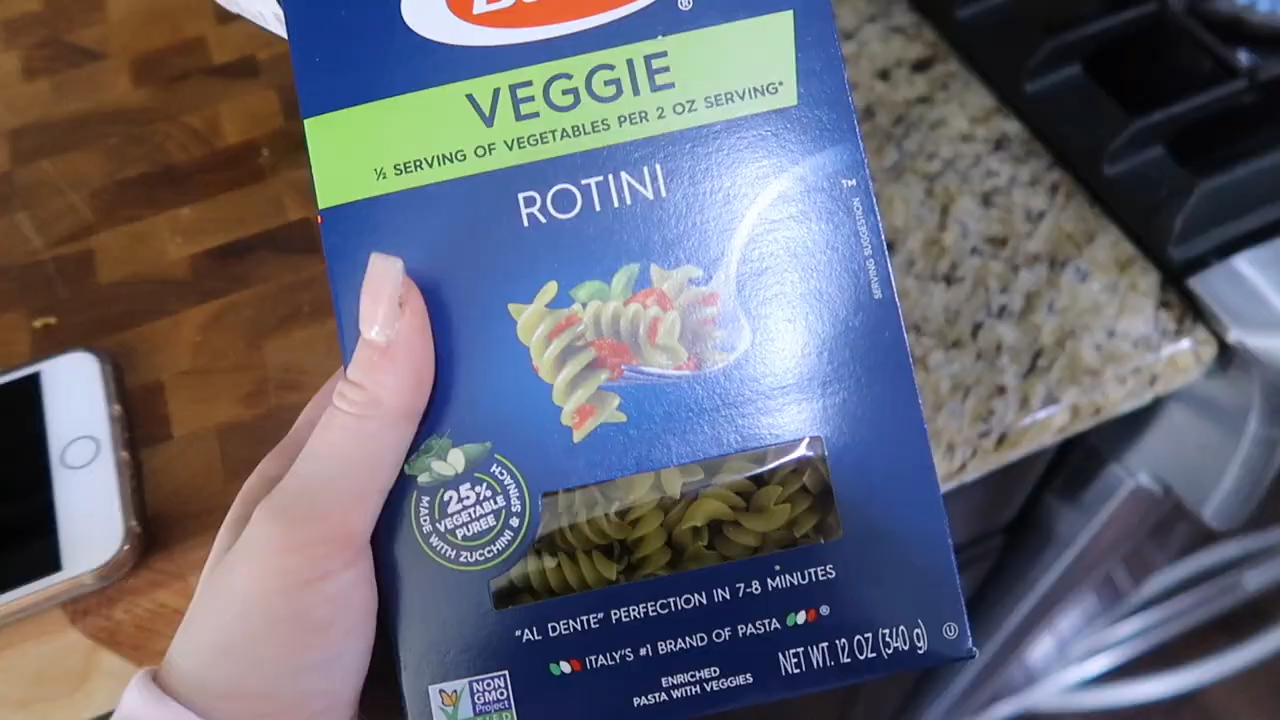 ®
VEGGIE
½ SERVING OF VEGETABLES PER 2 OZ SERVING*
ROTINI
™
SERVING SUGGESTION
25%
VEGETABLE
PUREE
MADE WITH ZUCCHINI & SPINACH
"AL DENTE" PERFECTION IN 7-8 MINUTES*
ITALY'S #1 BRAND OF PASTA ®
ENRICHED
PASTA WITH VEGGIES
NET WT. 12 OZ (340 g)
U
NON
GMO
Project